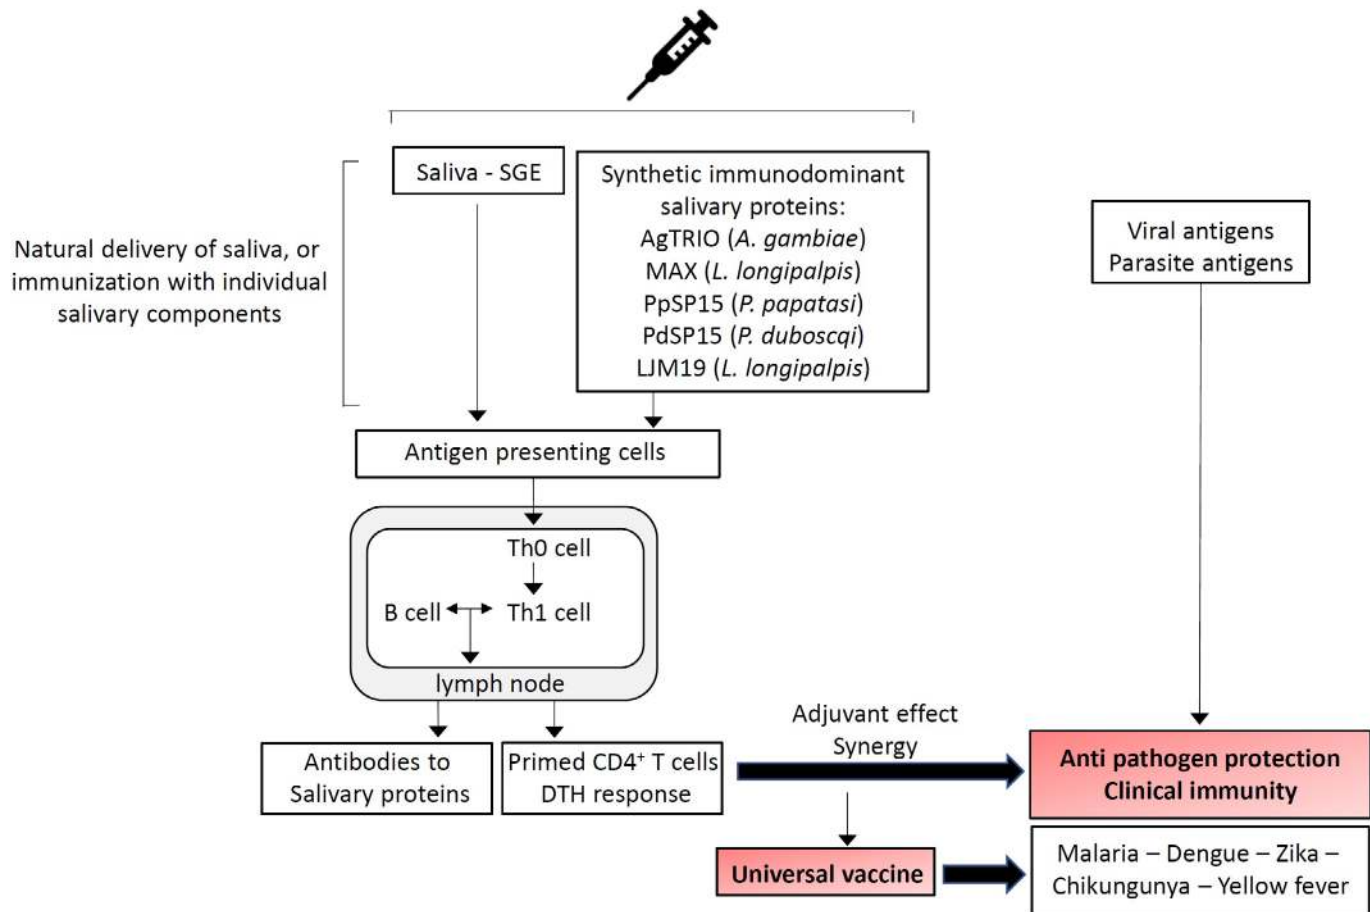 Saliva - SGE
Synthetic immunodominant
salivary proteins:
AgTRIO (A. gambiae)
MAX (L. longipalpis)
PpSP15 (P. papatasi)
PdSP15 (P. duboscqi)
LJM19 (L. longipalpis)
Natural delivery of saliva, or
immunization with individual
salivary components
Viral antigens
Parasite antigens
Antigen presenting cells
Th0 cell
B cell
Th1 cell
lymph node
Antibodies to
Salivary proteins
Primed CD4⁺ T cells
DTH response
Adjuvant effect
Synergy
Anti pathogen protection
Clinical immunity
Universal vaccine
Malaria – Dengue – Zika –
Chikungunya – Yellow fever